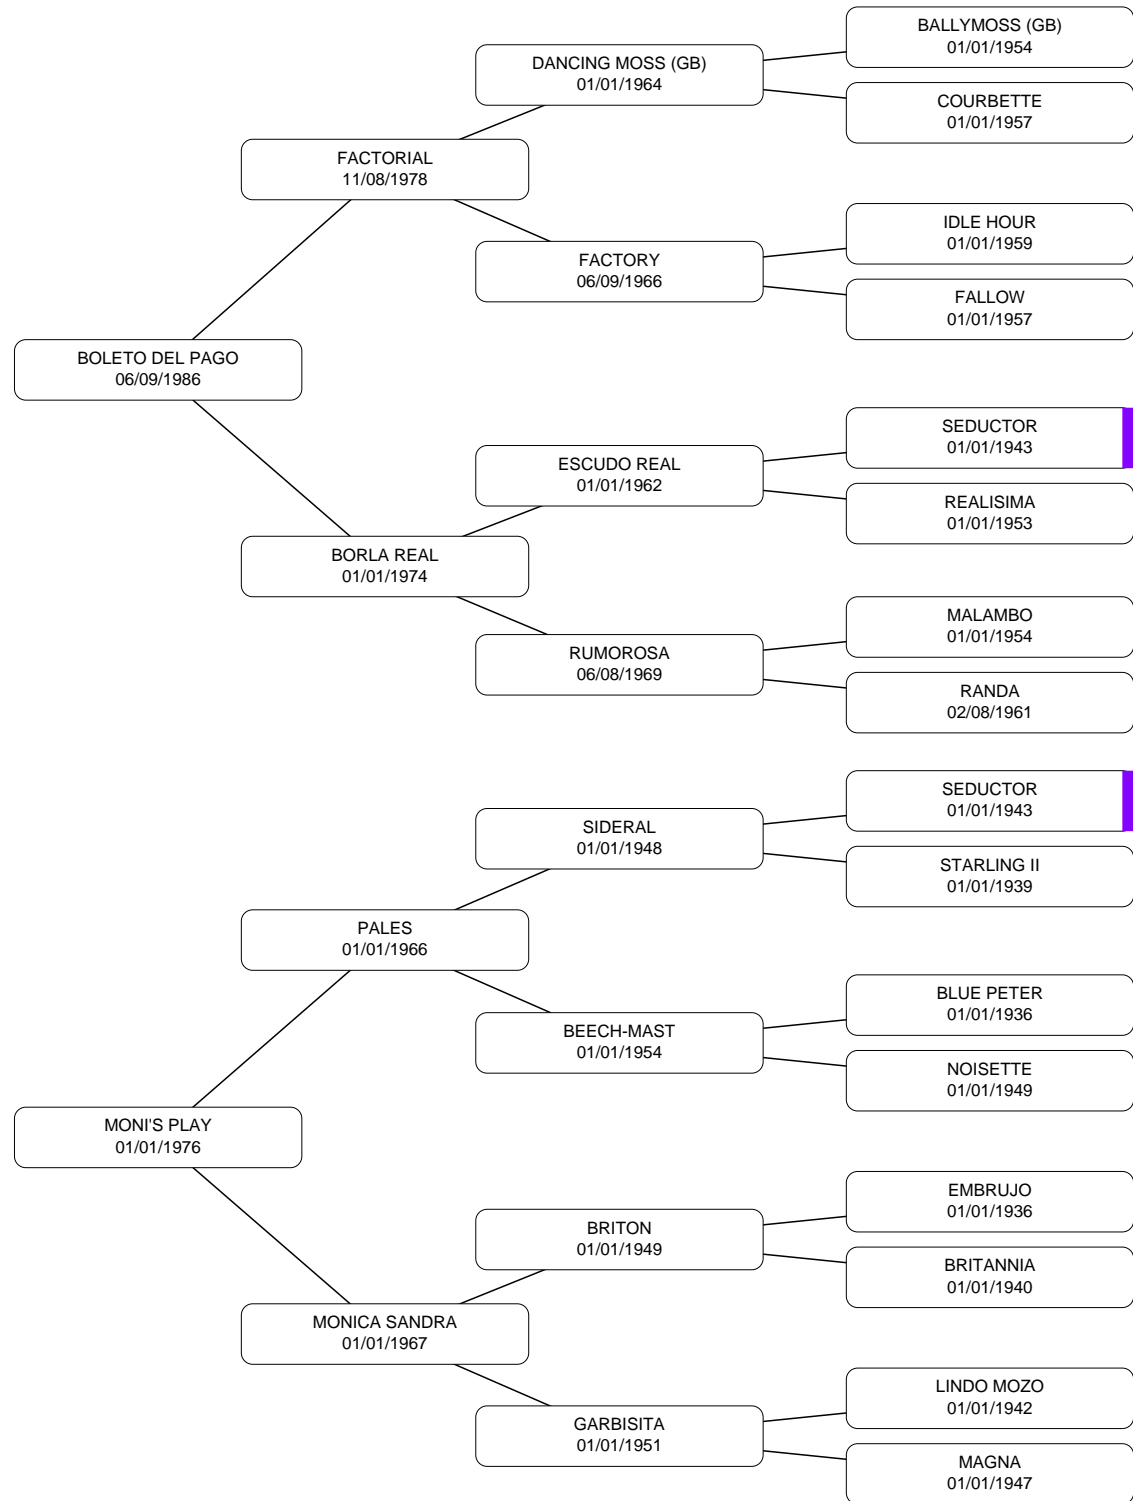 BALLYMOSS (GB)
01/01/1954
DANCING MOSS (GB)
01/01/1964
COURBETTE
01/01/1957
FACTORIAL
11/08/1978
IDLE HOUR
01/01/1959
FACTORY
06/09/1966
FALLOW
01/01/1957
BOLETO DEL PAGO
06/09/1986
SEDUCTOR
01/01/1943
ESCUDO REAL
01/01/1962
REALISIMA
01/01/1953
BORLA REAL
01/01/1974
MALAMBO
01/01/1954
RUMOROSA
06/08/1969
RANDA
02/08/1961
SEDUCTOR
01/01/1943
SIDERAL
01/01/1948
STARLING II
01/01/1939
PALES
01/01/1966
BLUE PETER
01/01/1936
BEECH-MAST
01/01/1954
NOISETTE
01/01/1949
MONI'S PLAY
01/01/1976
EMBRUJO
01/01/1936
BRITON
01/01/1949
BRITANNIA
01/01/1940
MONICA SANDRA
01/01/1967
LINDO MOZO
01/01/1942
GARBISITA
01/01/1951
MAGNA
01/01/1947